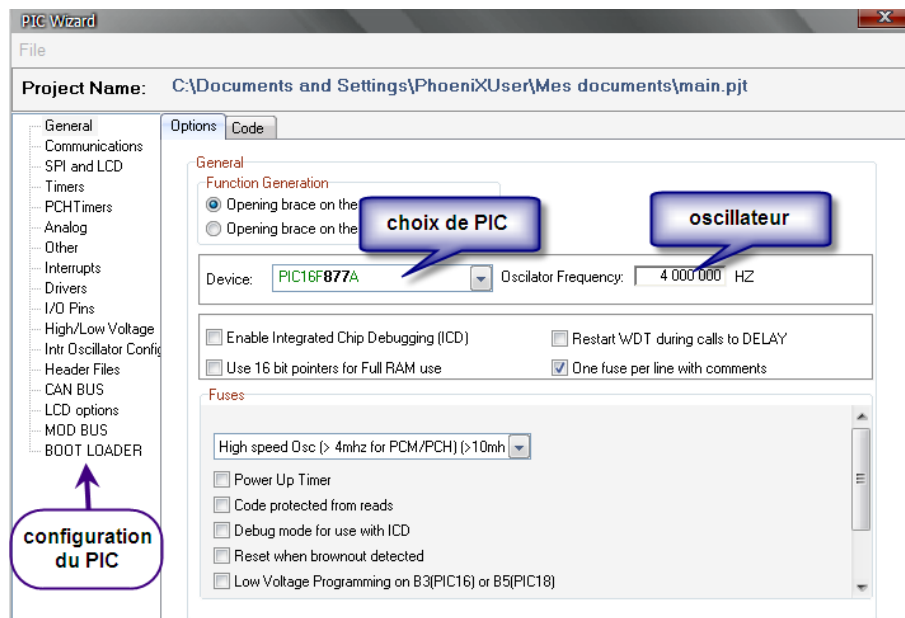 PIC Wizard
File
Project Name: C:\Documents and Settings\PhoeniXUser\Mes documents\main.pjt
General
Communications
SPI and LCD
Timers
PCHTimers
Analog
Other
Interrupts
Drivers
I/O Pins
High/Low Voltage
Intr Oscillator Config
Header Files
CAN BUS
LCD options
MOD BUS
BOOT LOADER
configuration
du PIC
Options Code
General
Function Generation
Opening brace on the
Opening brace on the
choix de PIC
oscillateur
Device: PIC16F877A Oscilator Frequency: 4 000 000 HZ
Enable Integrated Chip Debugging (ICD) Restart WDT during calls to DELAY
Use 16 bit pointers for Full RAM use One fuse per line with comments
Fuses
High speed Osc (> 4mhz for PCM/PCH) (>10mh
Power Up Timer
Code protected from reads
Debug mode for use with ICD
Reset when brownout detected
Low Voltage Programming on B3(PIC16) or B5(PIC18)